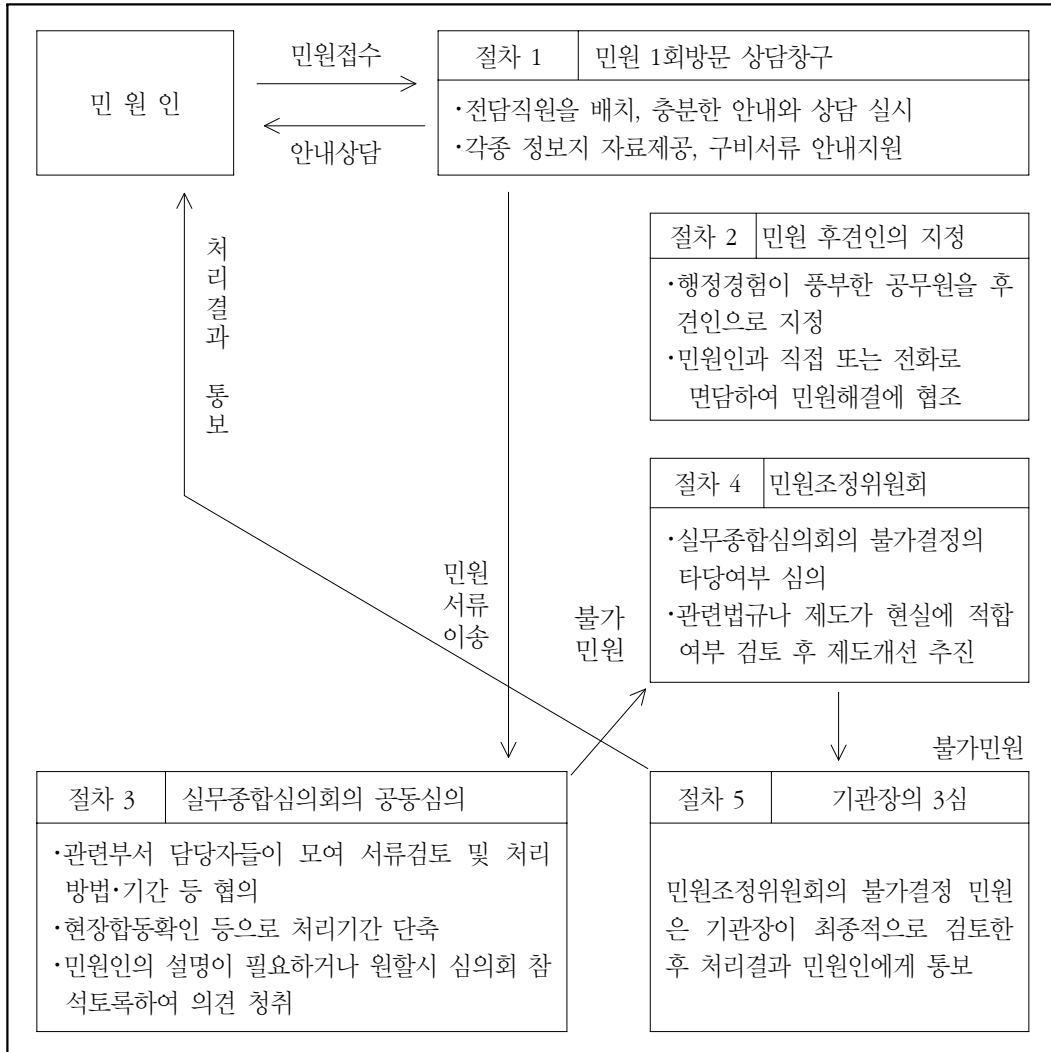 민 원 인
민원접수
안내상담
절차 1 민원 1회방문 상담창구
·전담직원을 배치, 충분한 안내와 상담 실시
·각종 정보지 자료제공, 구비서류 안내지원
처리결과 통보
절차 2 민원 후견인의 지정
·행정경험이 풍부한 공무원을 후
견인으로 지정
·민원인과 직접 또는 전화로
면담하여 민원해결에 협조
민원
서류
이송
불가
민원
절차 4 민원조정위원회
·실무종합심의회의 불가결정의
타당여부 심의
·관련법규나 제도가 현실에 적합
여부 검토 후 제도개선 추진
불가민원
절차 3 실무종합심의회의 공동심의
·관련부서 담당자들이 모여 서류검토 및 처리
방법·기간 등 협의
·현장합동확인 등으로 처리기간 단축
·민원인의 설명이 필요하거나 원할시 심의회 참
석토록하여 의견 청취
절차 5 기관장의 3심
민원조정위원회의 불가결정 민원
은 기관장이 최종적으로 검토한
후 처리결과 민원인에게 통보